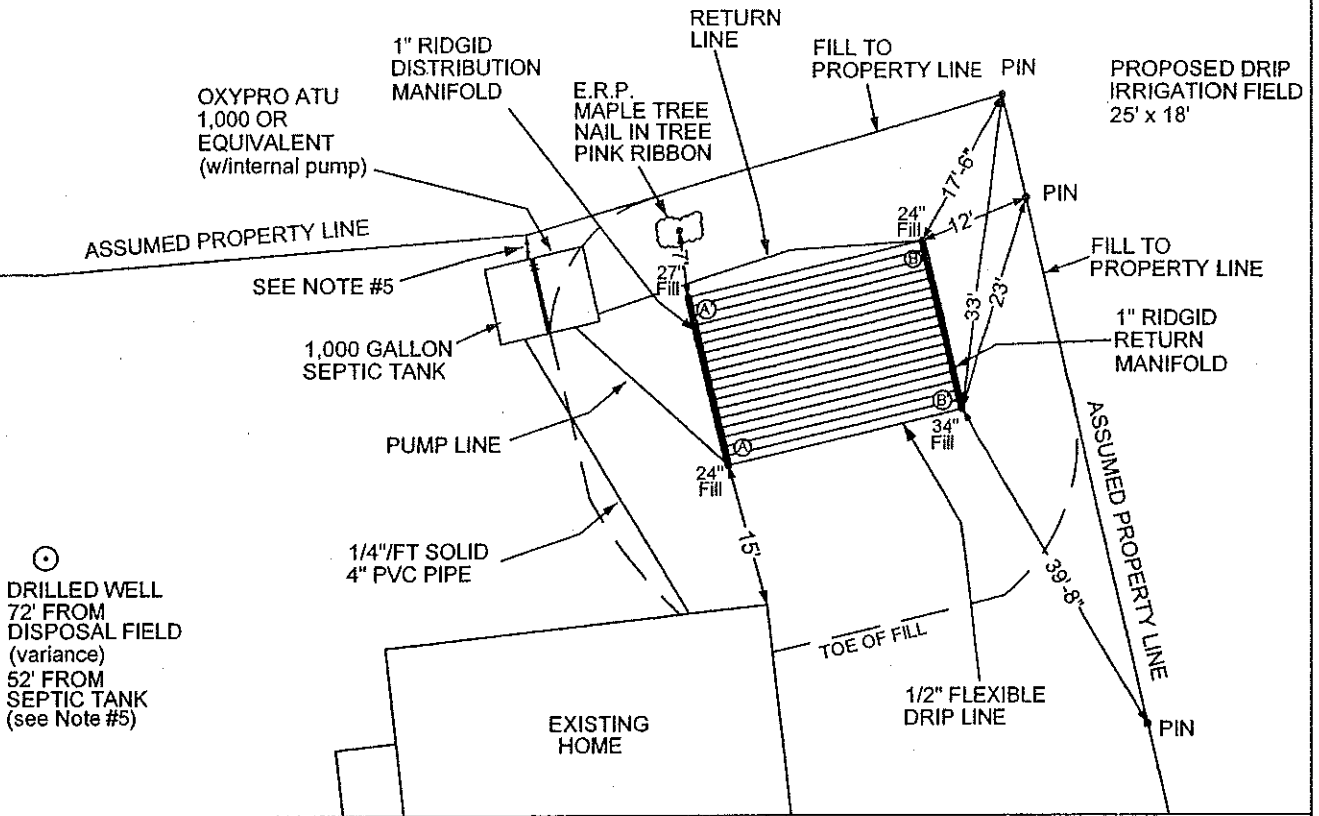 RETURN
LINE
1" RIDGID
DISTRIBUTION
MANIFOLD
FILL TO
PROPERTY LINE
PIN
PROPOSED DRIP
IRRIGATION FIELD
25' x 18'
OXYPRO ATU
1,000 OR
EQUIVALENT
(w/internal pump)
E.R.P.
MAPLE TREE
NAIL IN TREE
PINK RIBBON
17'-6"
PIN
ASSUMED PROPERTY LINE
24"
Fill
12'
FILL TO
PROPERTY LINE
7'
SEE NOTE #5
27"
Fill
A'
B'
33'
23'
1" RIDGID
RETURN
MANIFOLD
1,000 GALLON
SEPTIC TANK
B'
34"
Fill
PUMP LINE
A
24"
Fill
ASSUMED PROPERTY LINE
15'
39'-8"
1/4"/FT SOLID
4" PVC PIPE
DRILLED WELL
72' FROM
DISPOSAL FIELD
(variance)
52' FROM
SEPTIC TANK
(see Note #5)
TOE OF FILL
1/2" FLEXIBLE
DRIP LINE
EXISTING
HOME
PIN